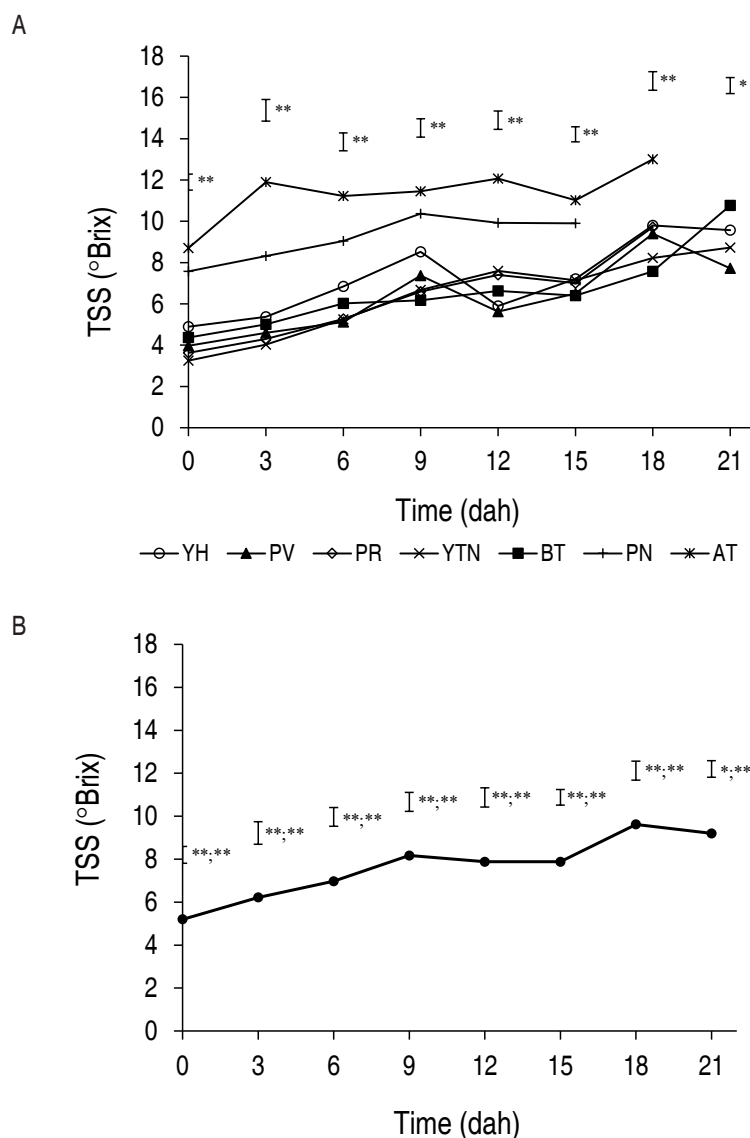 A
18
16
14
12
10
8
6
4
2
0
TSS (°Brix)
** ** ** ** ** ** ** *
0 3 6 9 12 15 18 21
Time (dah)
YH PV PR YTN BT PN AT
B
18
16
14
12
10
8
6
4
2
0
TSS (°Brix)
**;** **;** **;** **;** **;** **;** **;** *;**
0 3 6 9 12 15 18 21
Time (dah)